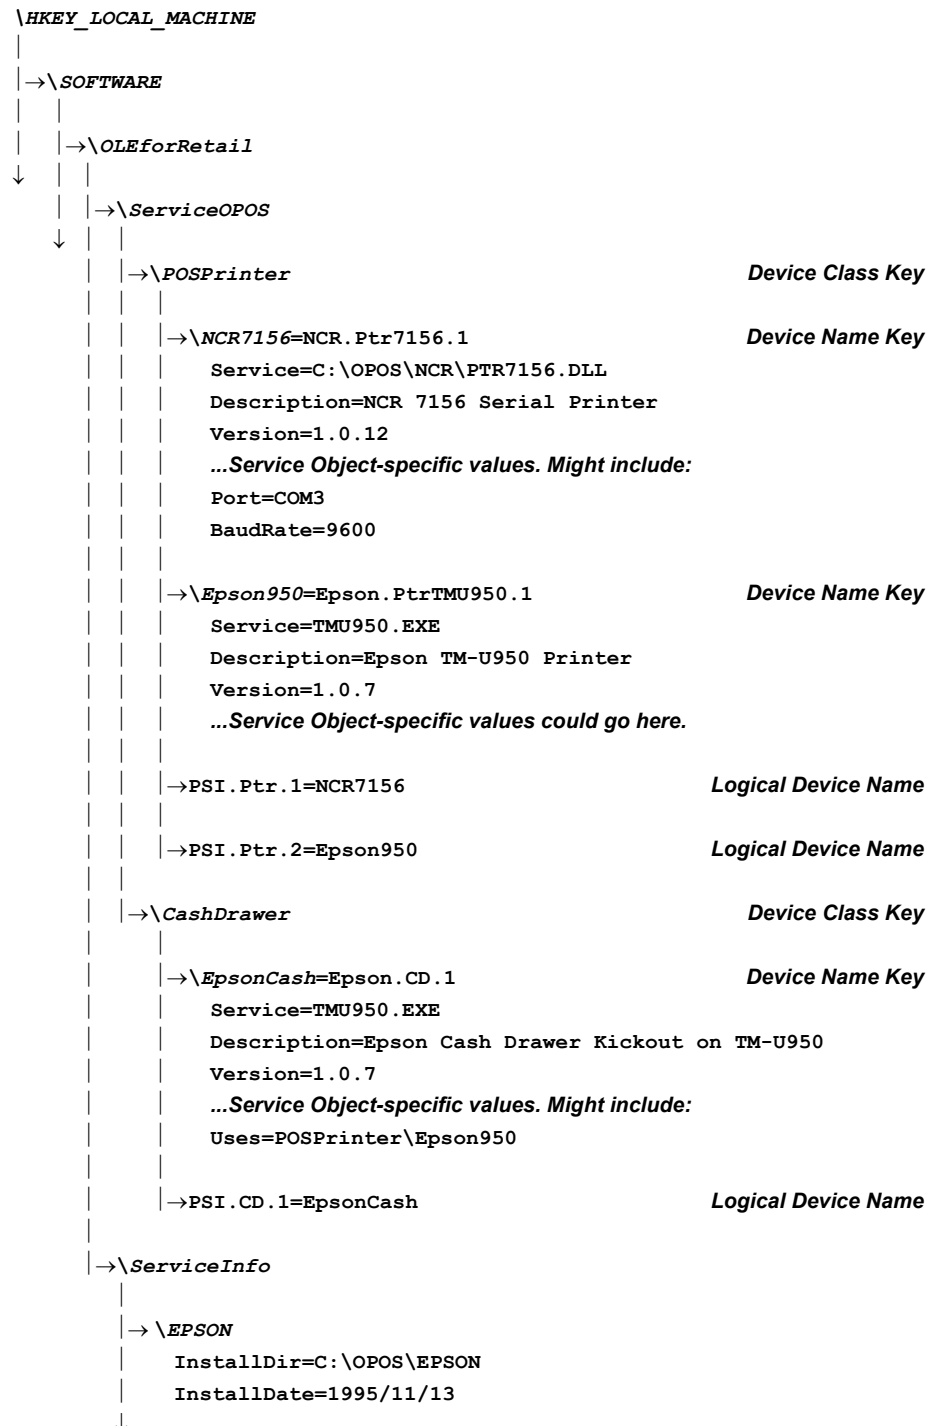 \HKEY_LOCAL_MACHINE
→\SOFTWARE
→\OLEforRetail
→\ServiceOPOS
→\POSPrinter Device Class Key
→\NCR7156=NCR.Ptr7156.1 Device Name Key
Service=C:\OPOS\NCR\PTR7156.DLL
Description=NCR 7156 Serial Printer
Version=1.0.12
...Service Object-specific values. Might include:
Port=COM3
BaudRate=9600
→\Epson950=Epson.PtrTMU950.1 Device Name Key
Service=TMU950.EXE
Description=Epson TM-U950 Printer
Version=1.0.7
...Service Object-specific values could go here.
→PSI.Ptr.1=NCR7156 Logical Device Name
→PSI.Ptr.2=Epson950 Logical Device Name
→\CashDrawer Device Class Key
→\EpsonCash=Epson.CD.1 Device Name Key
Service=TMU950.EXE
Description=Epson Cash Drawer Kickout on TM-U950
Version=1.0.7
...Service Object-specific values. Might include:
Uses=POSPrinter\Epson950
→PSI.CD.1=EpsonCash Logical Device Name
→\ServiceInfo
→ \EPSON
InstallDir=C:\OPOS\EPSON
InstallDate=1995/11/13